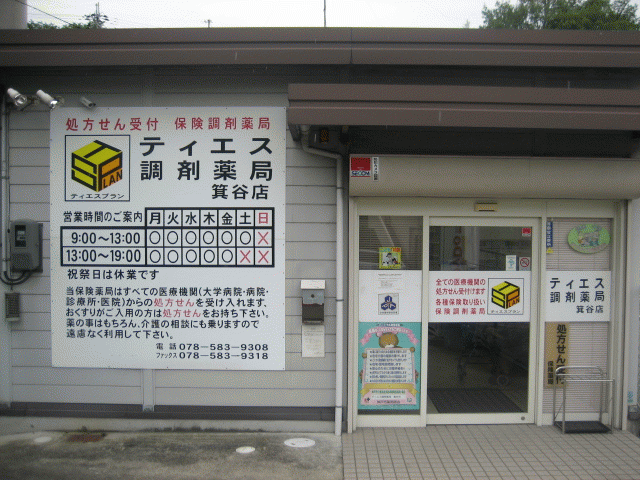 処方せん受付 保険調剤薬局
ティエス
調剤薬局
箕谷店
PLAN
ティエスプラン
営業時間のご案内 月 火 水 木 金 土 日
9:00～13:00 ○ ○ ○ ○ ○ ○ ×
13:00～19:00 ○ ○ ○ ○ ○ × ×
祝祭日は休業です
当保険薬局はすべての医療機関(大学病院・病院・
診療所・医院)からの処方せんを受け入れます。
おくすりがご入用の方は処方せんをお持ち下さい。
薬の事はもちろん、介護の相談にも乗りますので
遠慮なく利用して下さい。
電話 078-583-9308
ファックス 078-583-9318
全ての医療機関の
処方せん受付けます
各種保険取り扱い
保険調剤薬局
ティエスプラン
ティエス
調剤薬局
箕谷店
処方せん受付